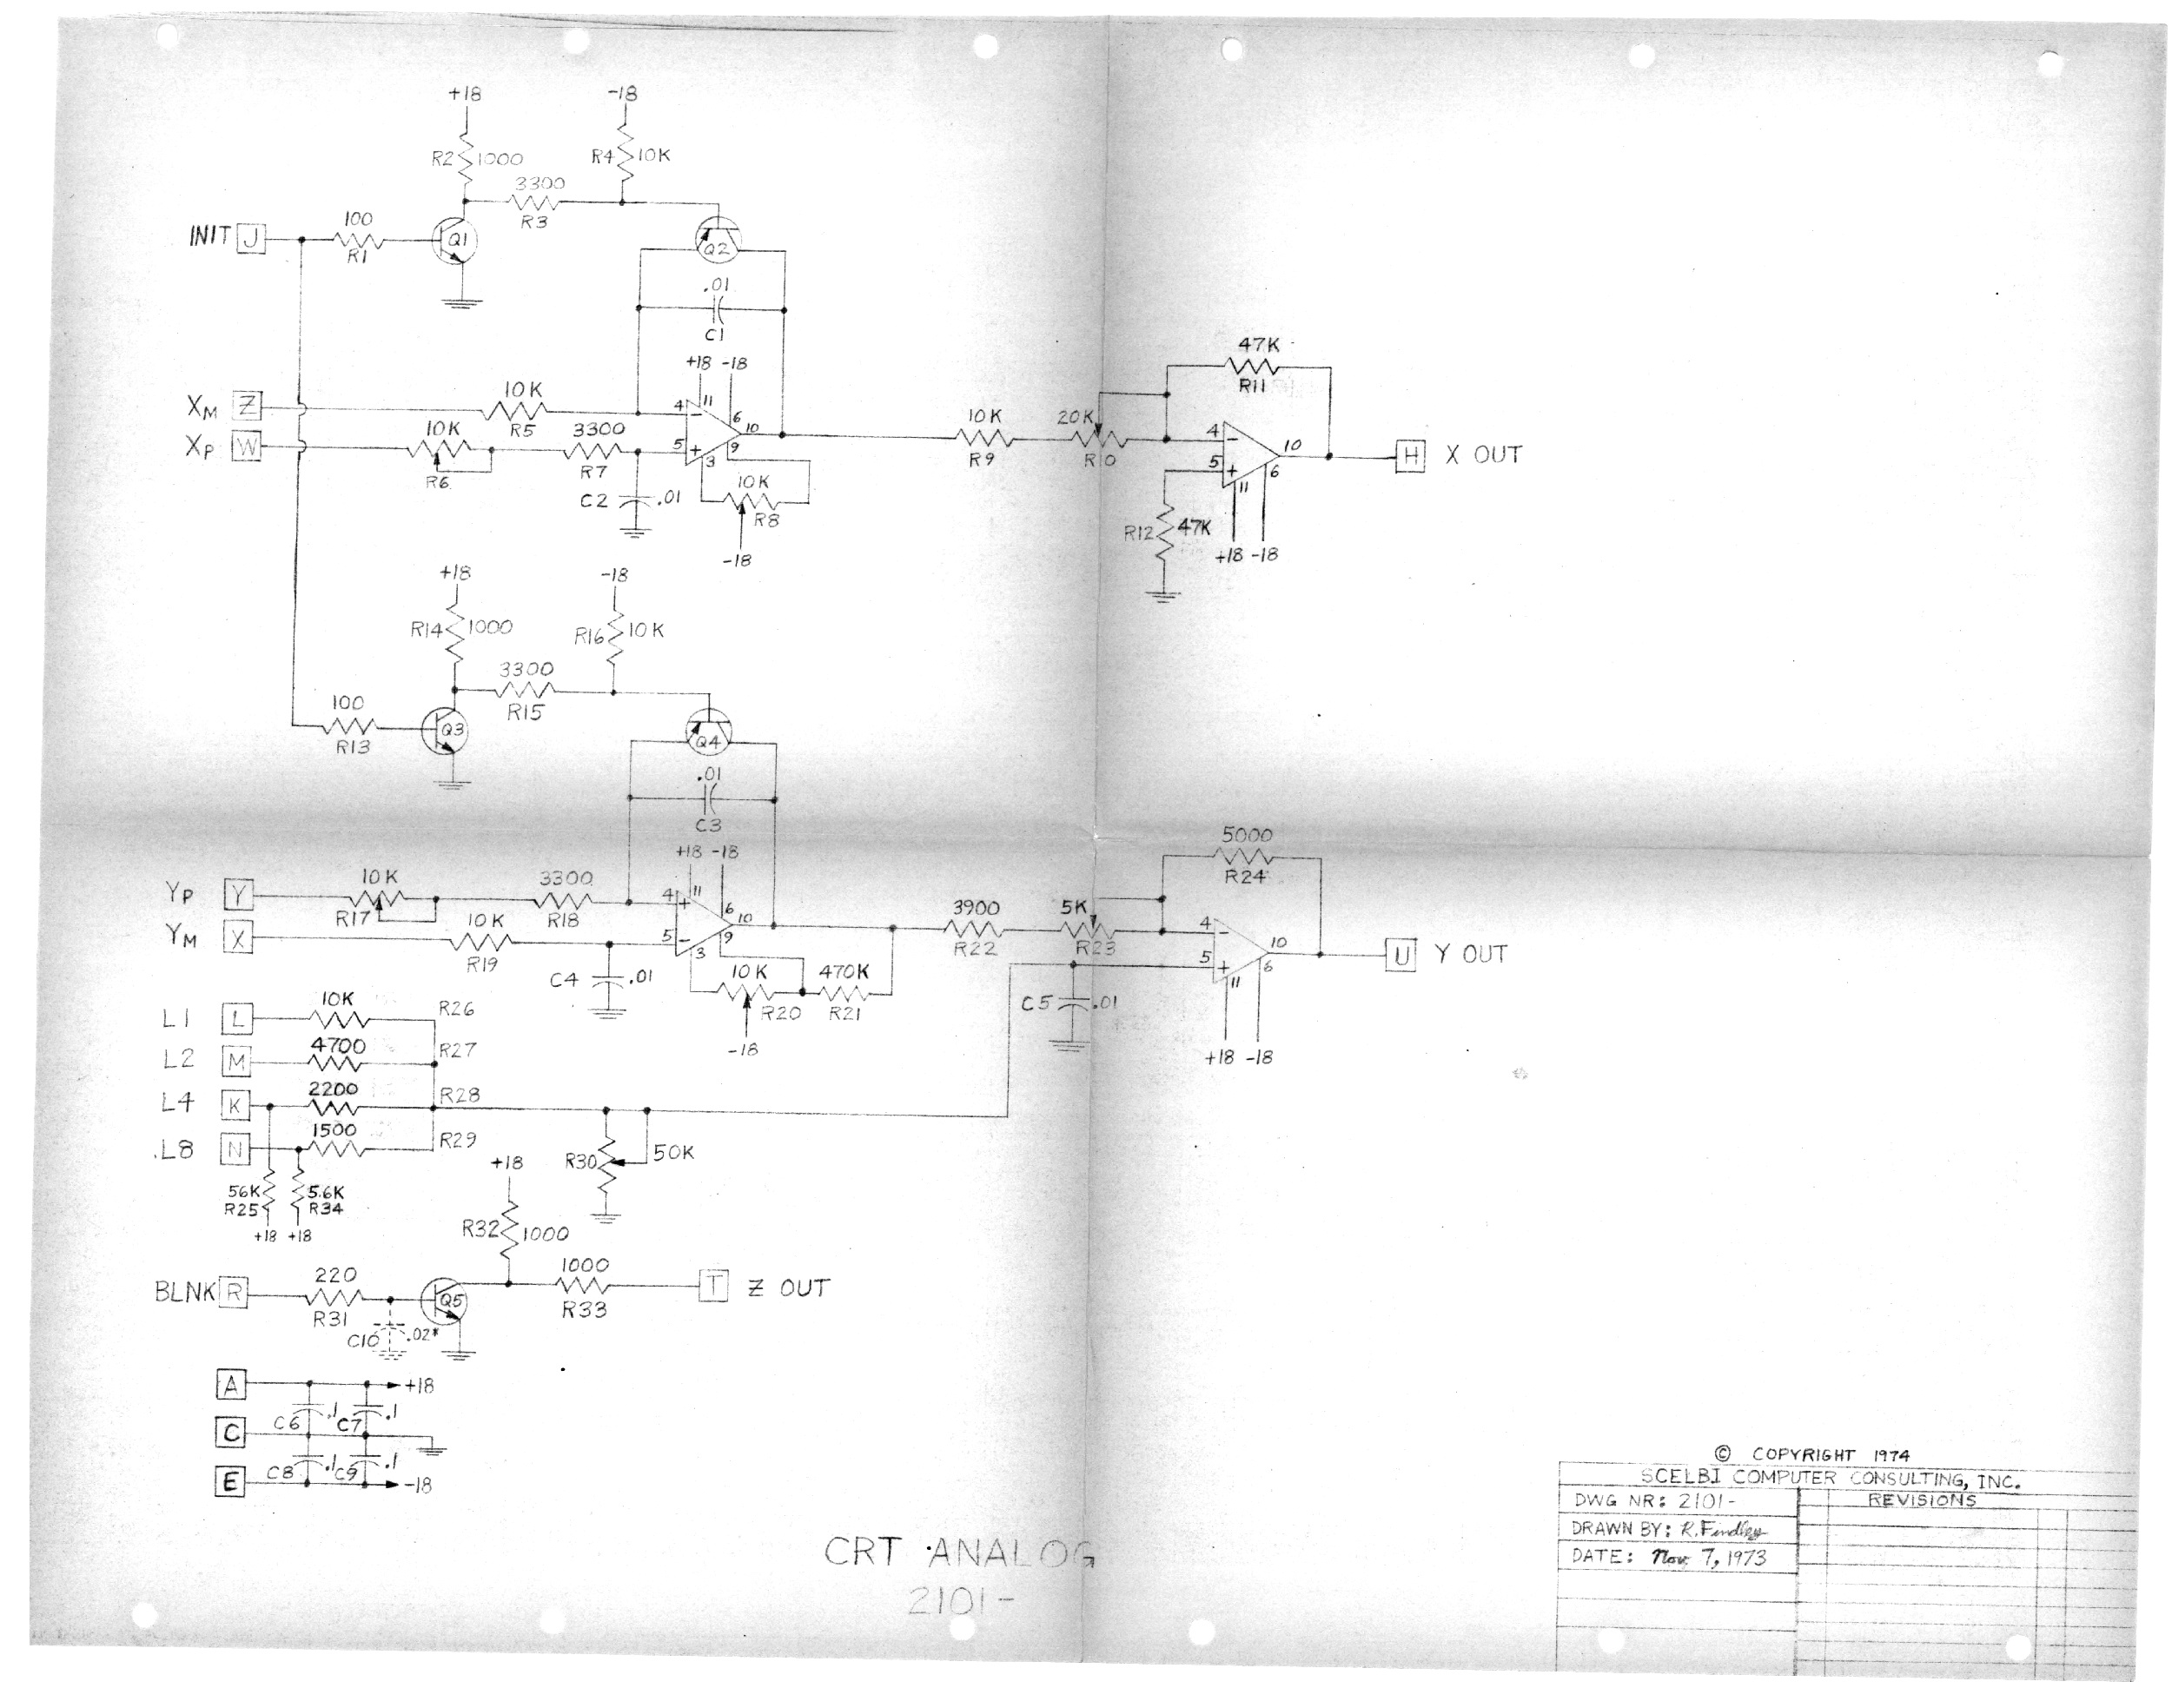 +18
-18
R2 1000
R4 10K
3300
R3
INIT J
100
R1
Q1
Q2
.01
C1
+18 -18
XM Z
10K
R5
4
11
6
10
XP W
10K
R6
3300
R7
5
3
9
C2 .01
10K
R8
-18
10K
R9
20K
R10
47K
R11
4
5
10
6
11
H X OUT
R12 47K
+18 -18
+18
-18
R14 1000
R16 10K
3300
R15
100
R13
Q3
Q4
.01
C3
+18 -18
YP Y
10K
R17
3300
R18
4
11
6
10
YM X
10K
R19
5
3
9
C4 .01
10K
R20
470K
R21
-18
3900
R22
5K
R23
5000
R24
4
5
10
6
11
U Y OUT
C5 .01
+18 -18
L1 L
10K
R26
L2 M
4700
R27
L4 K
2200
R28
.L8 N
1500
R29
56K
R25
5.6K
R34
+18 +18
R30
50K
+18
R32 1000
BLNK R
220
R31
Q5
1000
R33
T Z OUT
C10 .02*
A
+18
C6 .1
C7 .1
C
C8 .1
C9 .1
E
-18
CRT ANALOG
2101-
© COPYRIGHT 1974
SCELBI COMPUTER CONSULTING, INC.
DWG NR: 2101-
REVISIONS
DRAWN BY: R. Findley
DATE: Nov. 7, 1973